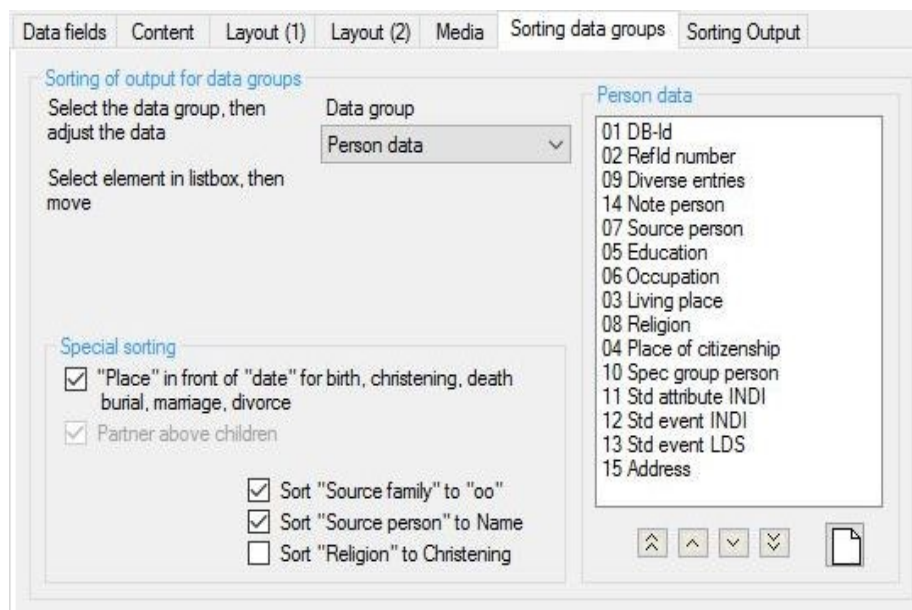 Data fields Content Layout (1) Layout (2) Media Sorting data groups Sorting Output
Sorting of output for data groups
Select the data group, then
adjust the data
Select element in listbox, then
move
Data group
Person data
Special sorting
"Place" in front of "date" for birth, christening, death
burial, marriage, divorce
Partner above children
Sort "Source family" to "oo"
Sort "Source person" to Name
Sort "Religion" to Christening
Person data
01 DB-Id
02 RefId number
09 Diverse entries
14 Note person
07 Source person
05 Education
06 Occupation
03 Living place
08 Religion
04 Place of citizenship
10 Spec group person
11 Std attribute INDI
12 Std event INDI
13 Std event LDS
15 Address